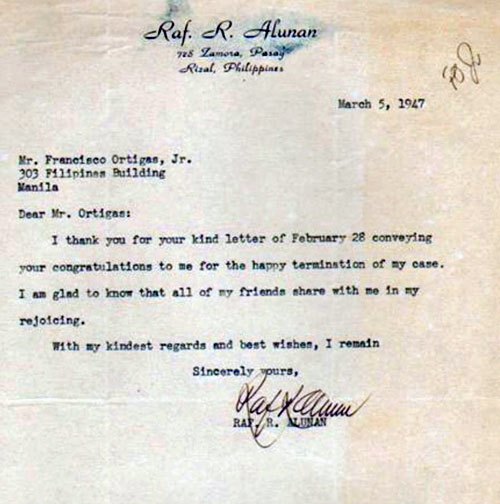 Raf. R. Alunan
725 Zamora, Pasay
Rizal, Philippines
March 5, 1947
Mr. Francisco Ortigas, Jr.
303 Filipinas Building
Manila
Dear Mr. Ortigas:
I thank you for your kind letter of February 28 conveying
your congratulations to me for the happy termination of my case.
I am glad to know that all of my friends share with me in my
rejoicing.
With my kindest regards and best wishes, I remain
Sincerely yours,
Raf R Alunan
RAF. R. ALUNAN